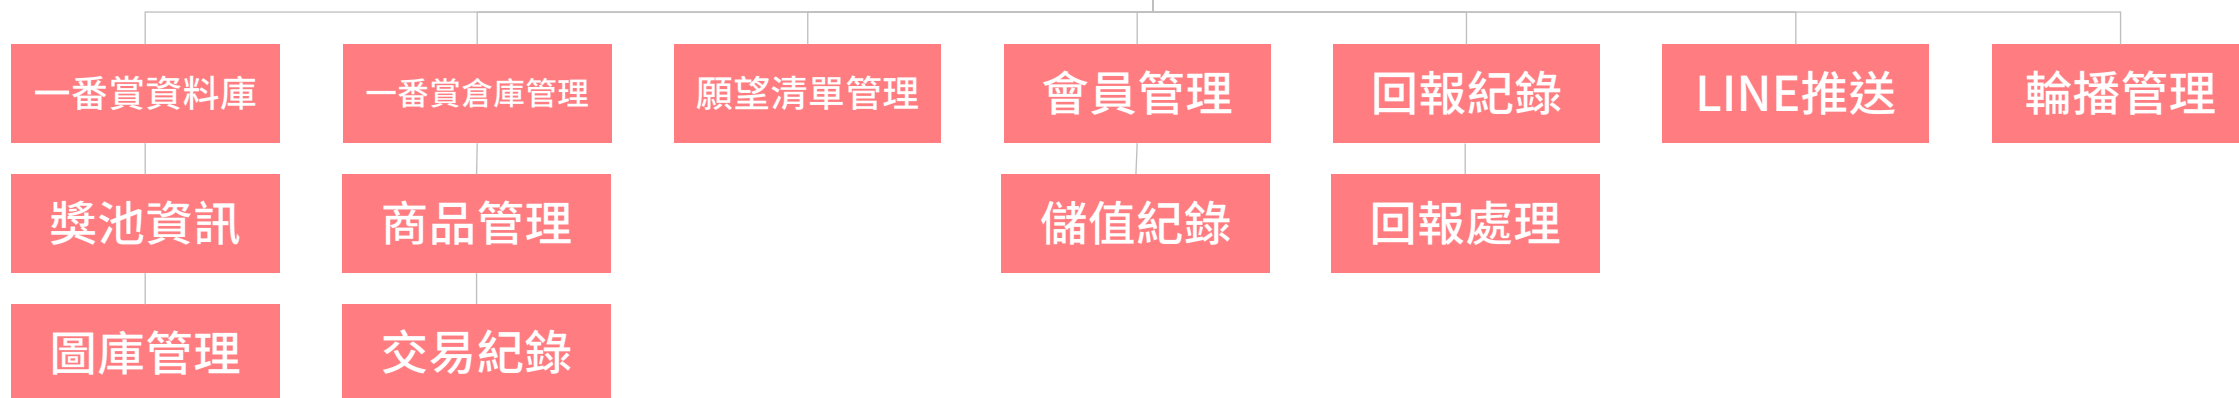 一番賞資料庫
一番賞倉庫管理
願望清單管理
會員管理
回報紀錄
LINE推送
輪播管理
獎池資訊
商品管理
儲值紀錄
回報處理
圖庫管理
交易紀錄